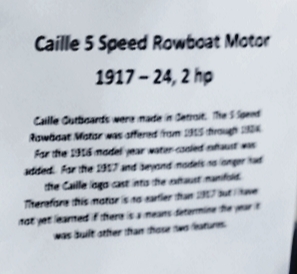 Caille 5 Speed Rowboat Motor
1917 – 24, 2 hp
Caille Outboards were made in Detroit. The 5 Speed
Rowboat Motor was offered from 1915 through 1924.
For the 1916 model year water-cooled exhaust was
added. For the 1917 and beyond models no longer had
the Caille logo cast into the exhaust manifold.
Therefore this motor is no earlier than 1917 but I have
not yet learned if there is a means determine the year it
was built other than those two features.